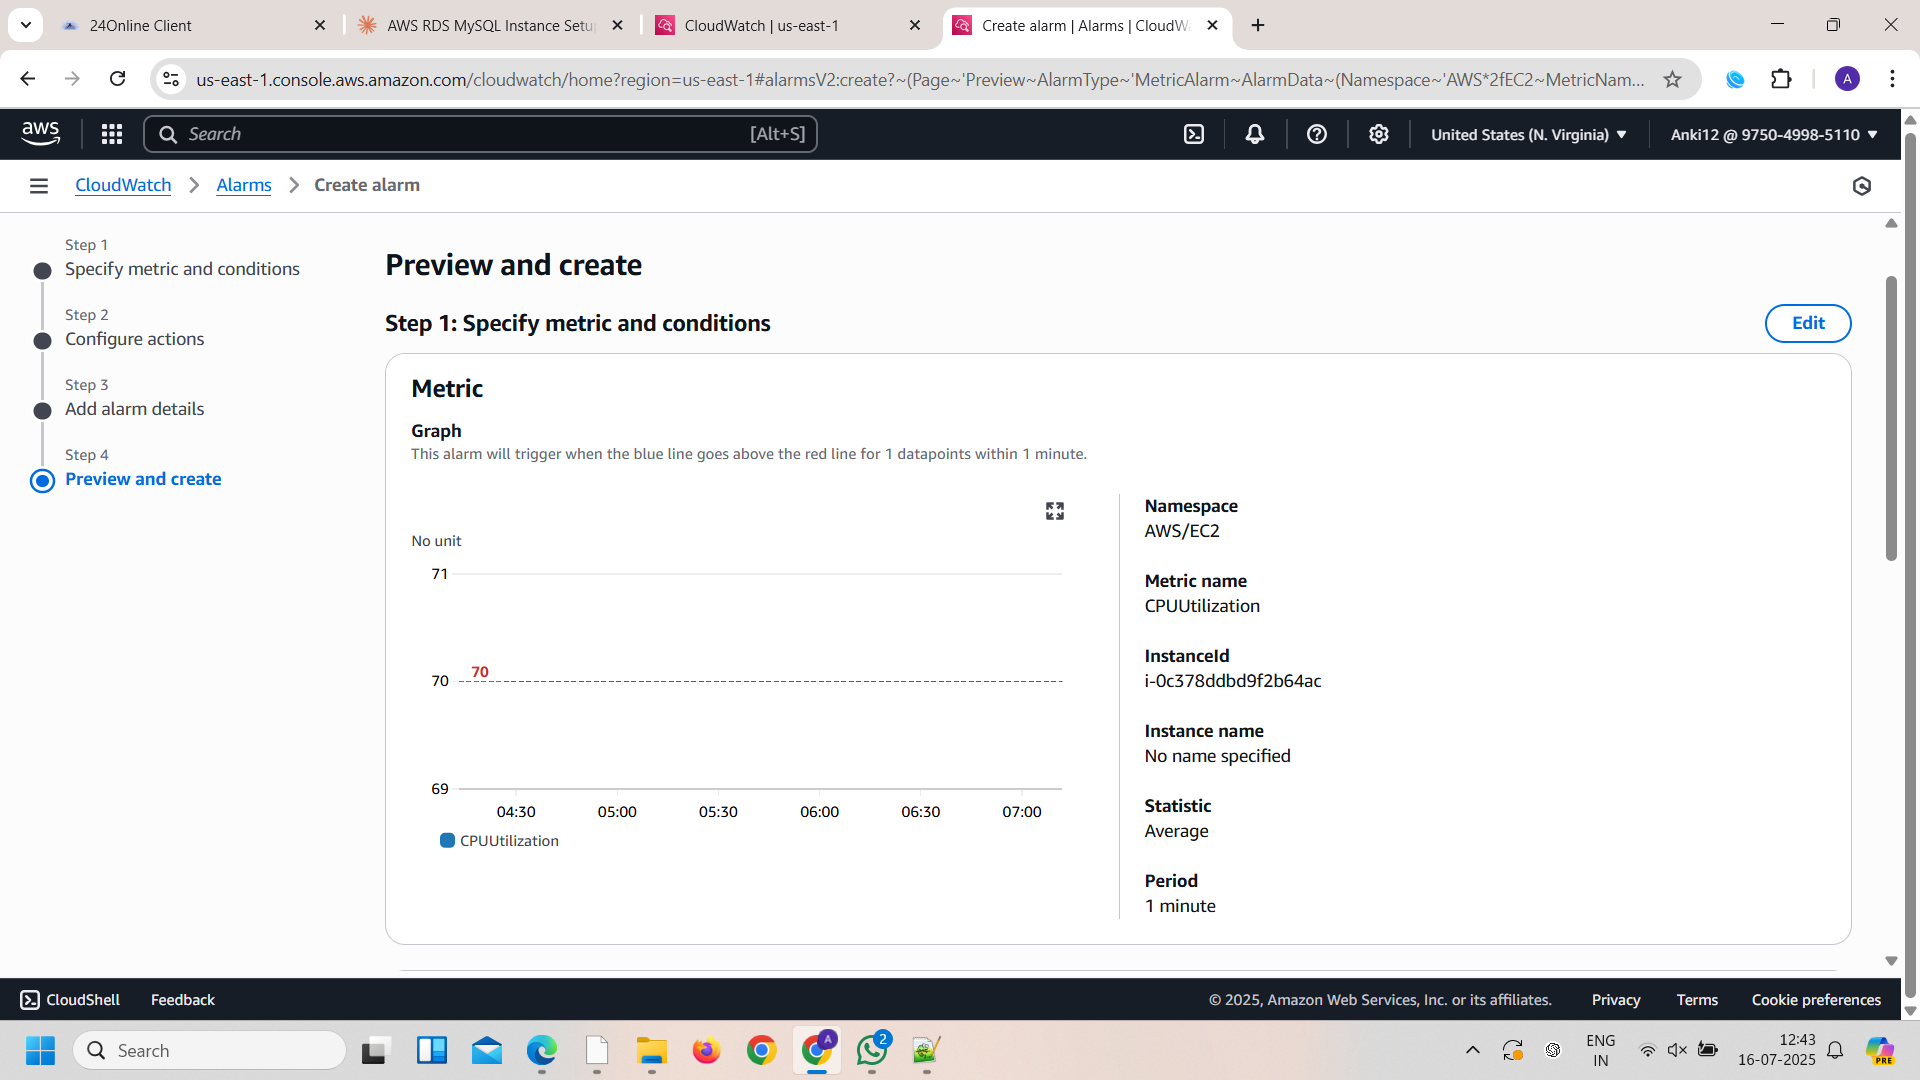 24Online Client
AWS RDS MySQL Instance Setu
CloudWatch | us-east-1
Create alarm | Alarms | CloudWa
us-east-1.console.aws.amazon.com/cloudwatch/home?region=us-east-1#alarmsV2:create?~(Page~'Preview~AlarmType~'MetricAlarm~AlarmData~(Namespace~'AWS*2fEC2~MetricNam...
A
aws
Search
[Alt+S]
United States (N. Virginia)
Anki12 @ 9750-4998-5110
CloudWatch
Alarms
Create alarm
Step 1
Specify metric and conditions
Step 2
Configure actions
Step 3
Add alarm details
Step 4
Preview and create
Preview and create
Step 1: Specify metric and conditions
Edit
Metric
Graph
This alarm will trigger when the blue line goes above the red line for 1 datapoints within 1 minute.
No unit
71
70
70
69
04:30
05:00
05:30
06:00
06:30
07:00
CPUUtilization
Namespace
AWS/EC2
Metric name
CPUUtilization
InstanceId
i-0c378ddbd9f2b64ac
Instance name
No name specified
Statistic
Average
Period
1 minute
CloudShell
Feedback
© 2025, Amazon Web Services, Inc. or its affiliates.
Privacy
Terms
Cookie preferences
Search
A
2
ENG
IN
12:43
16-07-2025
PRE